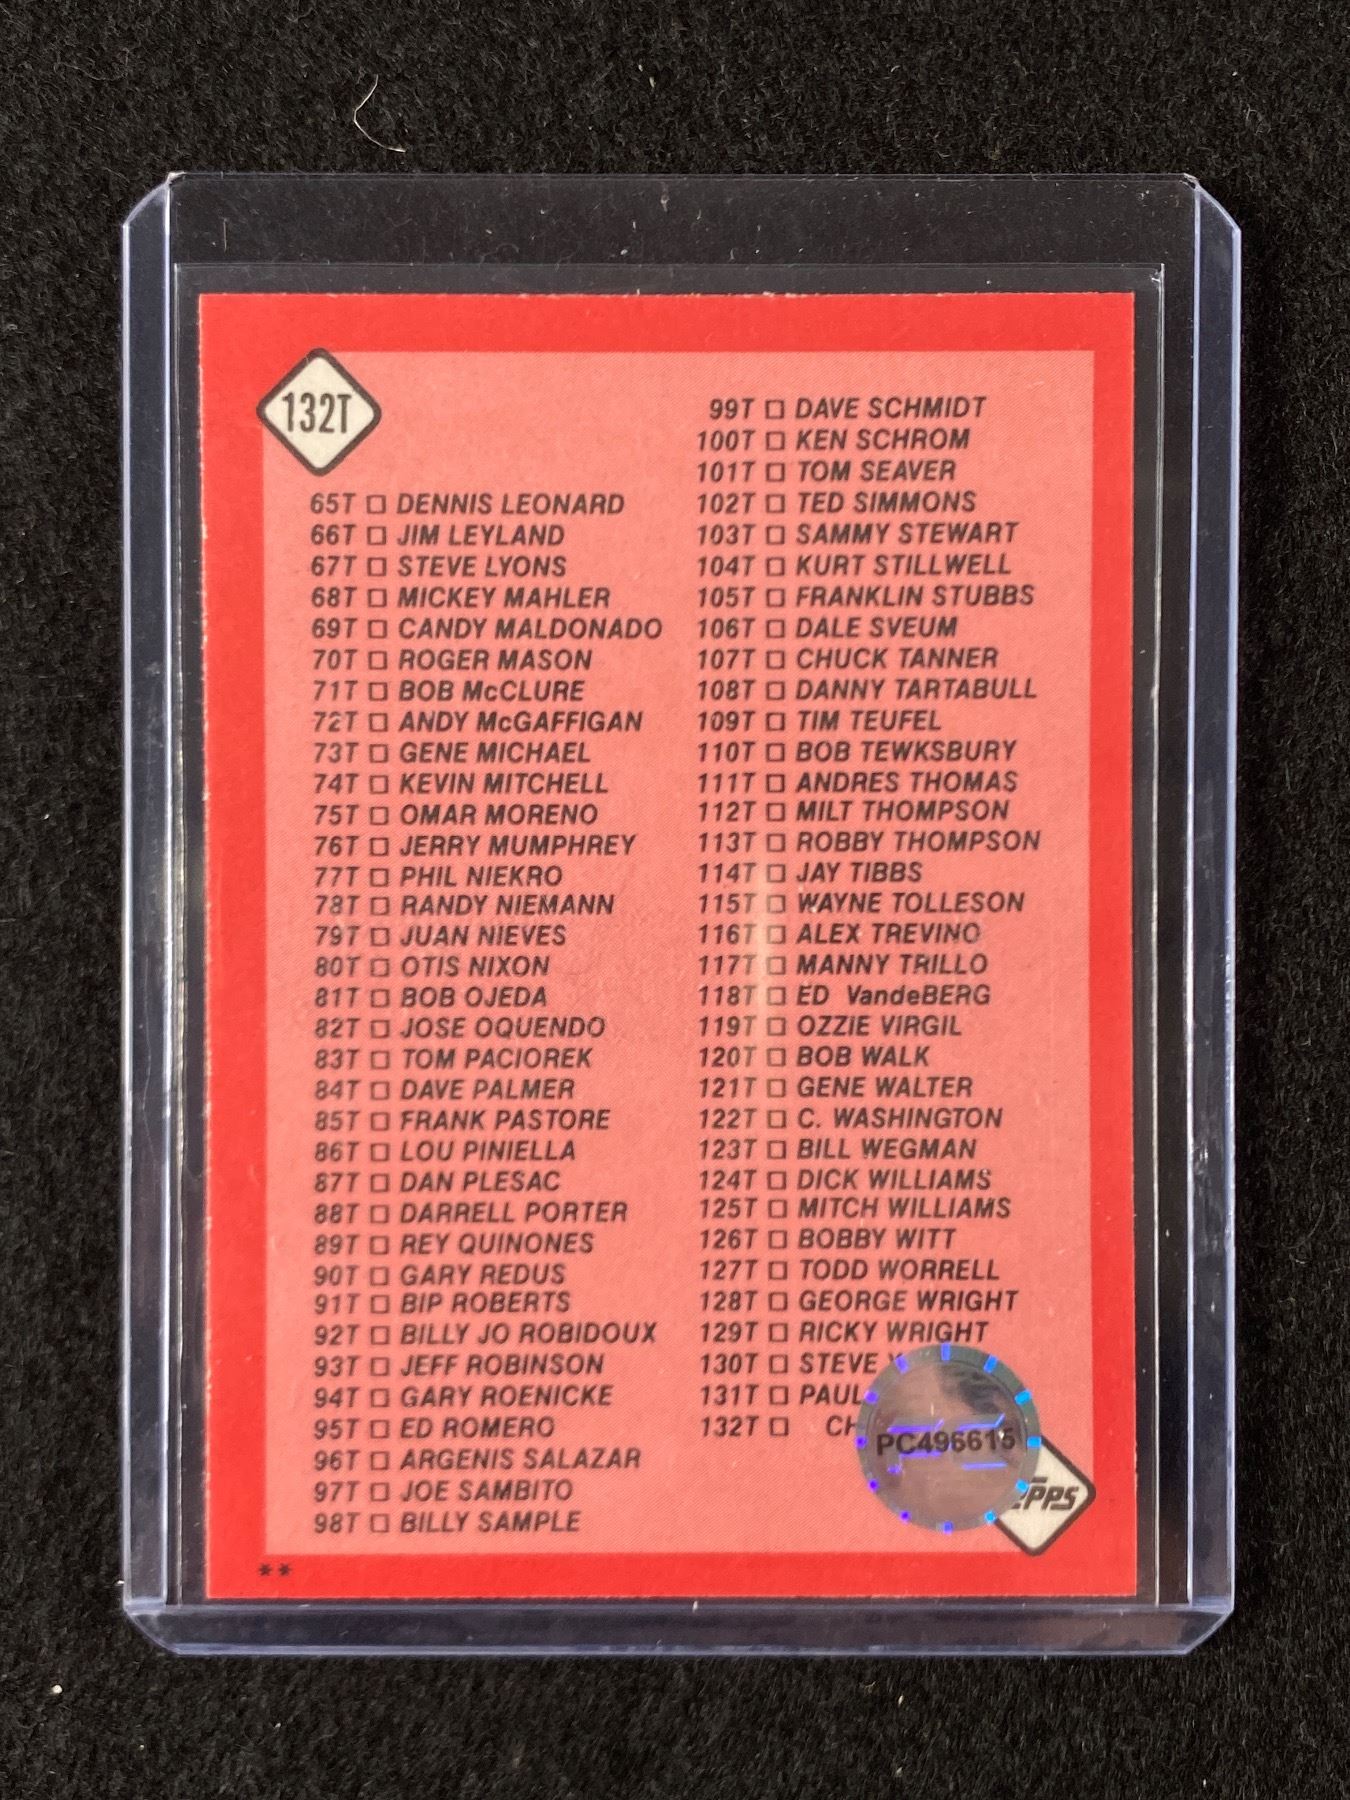 132T
65T □ DENNIS LEONARD
66T □ JIM LEYLAND
67T □ STEVE LYONS
68T □ MICKEY MAHLER
69T □ CANDY MALDONADO
70T □ ROGER MASON
71T □ BOB McCLURE
72T □ ANDY McGAFFIGAN
73T □ GENE MICHAEL
74T □ KEVIN MITCHELL
75T □ OMAR MORENO
76T □ JERRY MUMPHREY
77T □ PHIL NIEKRO
78T □ RANDY NIEMANN
79T □ JUAN NIEVES
80T □ OTIS NIXON
81T □ BOB OJEDA
82T □ JOSE OQUENDO
83T □ TOM PACIOREK
84T □ DAVE PALMER
85T □ FRANK PASTORE
86T □ LOU PINIELLA
87T □ DAN PLESAC
88T □ DARRELL PORTER
89T □ REY QUINONES
90T □ GARY REDUS
91T □ BIP ROBERTS
92T □ BILLY JO ROBIDOUX
93T □ JEFF ROBINSON
94T □ GARY ROENICKE
95T □ ED ROMERO
96T □ ARGENIS SALAZAR
97T □ JOE SAMBITO
98T □ BILLY SAMPLE
99T □ DAVE SCHMIDT
100T □ KEN SCHROM
101T □ TOM SEAVER
102T □ TED SIMMONS
103T □ SAMMY STEWART
104T □ KURT STILLWELL
105T □ FRANKLIN STUBBS
106T □ DALE SVEUM
107T □ CHUCK TANNER
108T □ DANNY TARTABULL
109T □ TIM TEUFEL
110T □ BOB TEWKSBURY
111T □ ANDRES THOMAS
112T □ MILT THOMPSON
113T □ ROBBY THOMPSON
114T □ JAY TIBBS
115T □ WAYNE TOLLESON
116T □ ALEX TREVINO
117T □ MANNY TRILLO
118T □ ED VandeBERG
119T □ OZZIE VIRGIL
120T □ BOB WALK
121T □ GENE WALTER
122T □ C. WASHINGTON
123T □ BILL WEGMAN
124T □ DICK WILLIAMS
125T □ MITCH WILLIAMS
126T □ BOBBY WITT
127T □ TODD WORRELL
128T □ GEORGE WRIGHT
129T □ RICKY WRIGHT
130T □ STEVE
131T □ PAUL
132T □
PC496615
**